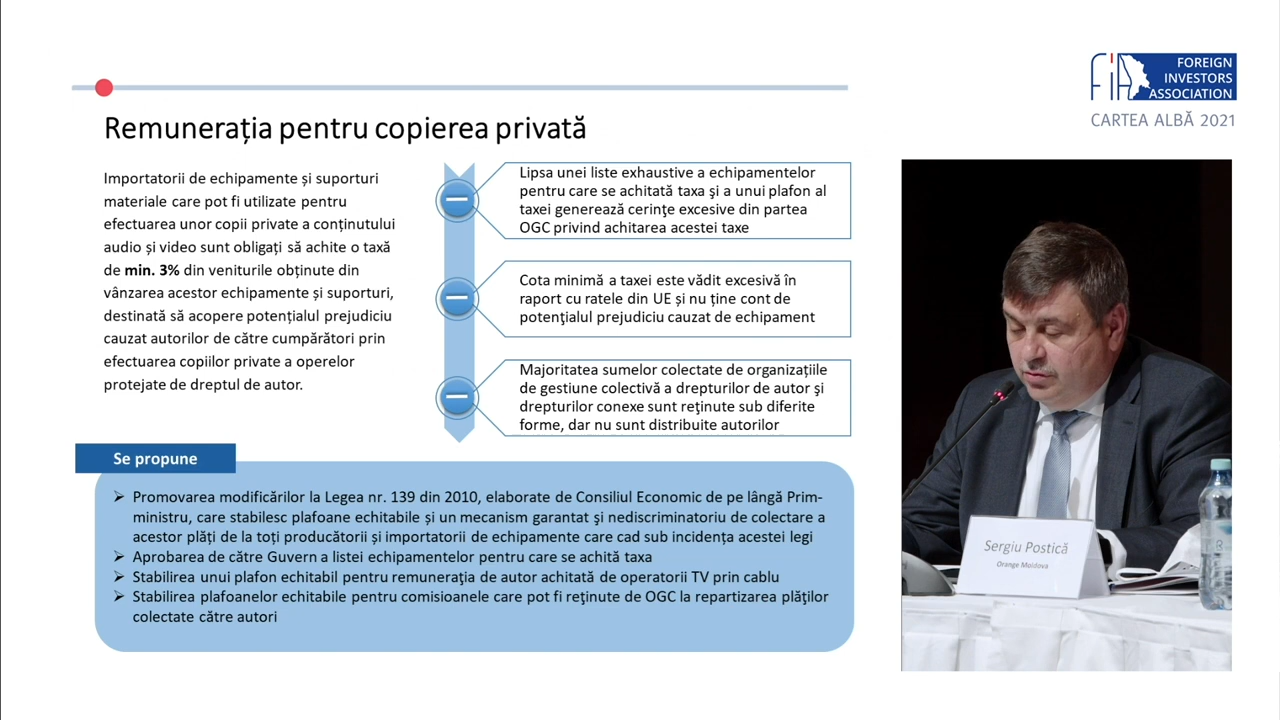 FiA
FOREIGN
INVESTORS
ASSOCIATION
CARTEA ALBĂ 2021
Remunerația pentru copierea privată
Importatorii de echipamente și suporturi
materiale care pot fi utilizate pentru
efectuarea unor copii private a conținutului
audio și video sunt obligați să achite o taxă
de min. 3% din veniturile obținute din
vânzarea acestor echipamente și suporturi,
destinată să acopere potențialul prejudiciu
cauzat autorilor de către cumpărători prin
efectuarea copiilor private a operelor
protejate de dreptul de autor.
Lipsa unei liste exhaustive a echipamentelor
pentru care se achitată taxa şi a unui plafon al
taxei generează cerinţe excesive din partea
OGC privind achitarea acestei taxe
Cota minimă a taxei este vădit excesivă în
raport cu ratele din UE și nu ține cont de
potenţialul prejudiciu cauzat de echipament
Majoritatea sumelor colectate de organizațiile
de gestiune colectivă a drepturilor de autor şi
drepturilor conexe sunt reţinute sub diferite
forme, dar nu sunt distribuite autorilor
Se propune
Promovarea modificărilor la Legea nr. 139 din 2010, elaborate de Consiliul Economic de pe lângă Prim-
ministru, care stabilesc plafoane echitabile și un mecanism garantat şi nediscriminatoriu de colectare a
acestor plăți de la toți producătorii și importatorii de echipamente care cad sub incidența acestei legi
Aprobarea de către Guvern a listei echipamentelor pentru care se achită taxa
Stabilirea unui plafon echitabil pentru remuneraţia de autor achitată de operatorii TV prin cablu
Stabilirea plafoanelor echitabile pentru comisioanele care pot fi reţinute de OGC la repartizarea plăţilor
colectate către autori
Sergiu Postică
Orange Moldova